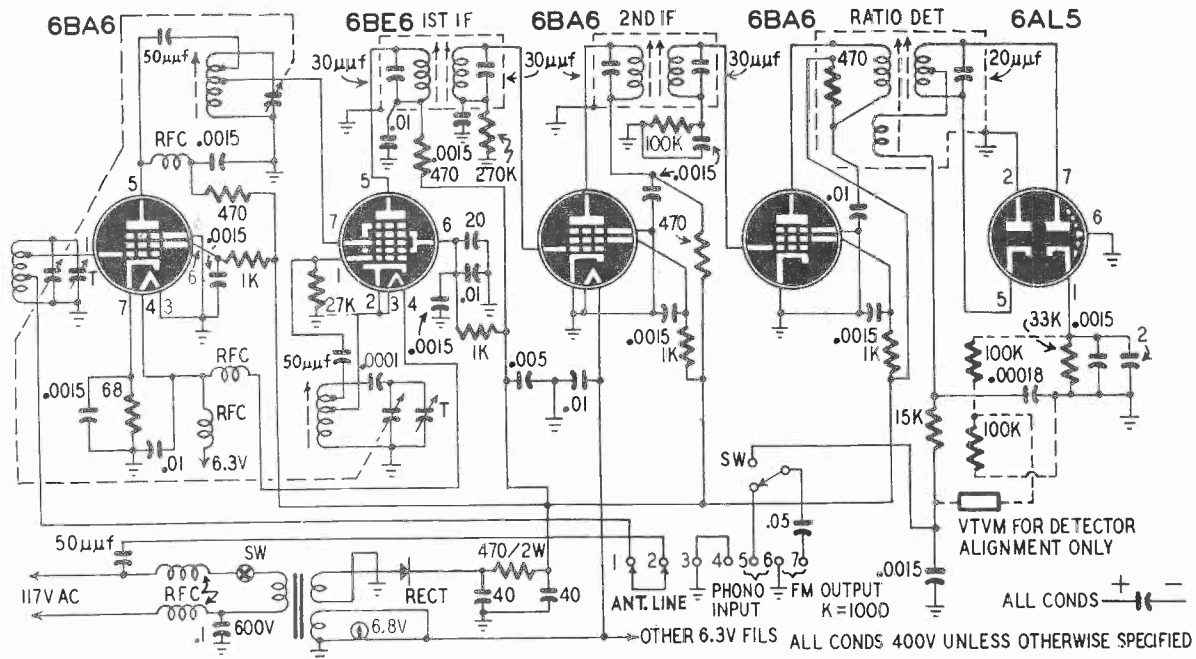 6BA6
6BE6 1ST IF
6BA6 2ND IF
6BA6
RATIO DET
6AL5
50µµf
30µµf
30µµf
30µµf
470
20µµf
RFC .0015
.01
.0015
470
270K
100K
.0015
.01
5
470
.0015
1K
1
7
4
3
6
T
5
7
6
1
2
3
4
20
.01
27K
.0015
1K
470
.0015
1K
.0015
1K
2
7
6
5
1
33K
.0015
2
100K
.00018
15K
100K
.0015
68
.01
RFC
RFC
6.3V
50µµf
.0001
T
.005
.01
SW
.05
VTVM FOR DETECTOR
ALIGNMENT ONLY
50µµf
SW
117V AC
RFC
.1
600V
6.8V
RECT
470/2W
40
40
1
2
3
4
5
6
7
ANT. LINE
PHONO
INPUT
FM OUTPUT
K=1000
.0015
ALL CONDS
+
−
OTHER 6.3V FILS
ALL CONDS 400V UNLESS OTHERWISE SPECIFIED